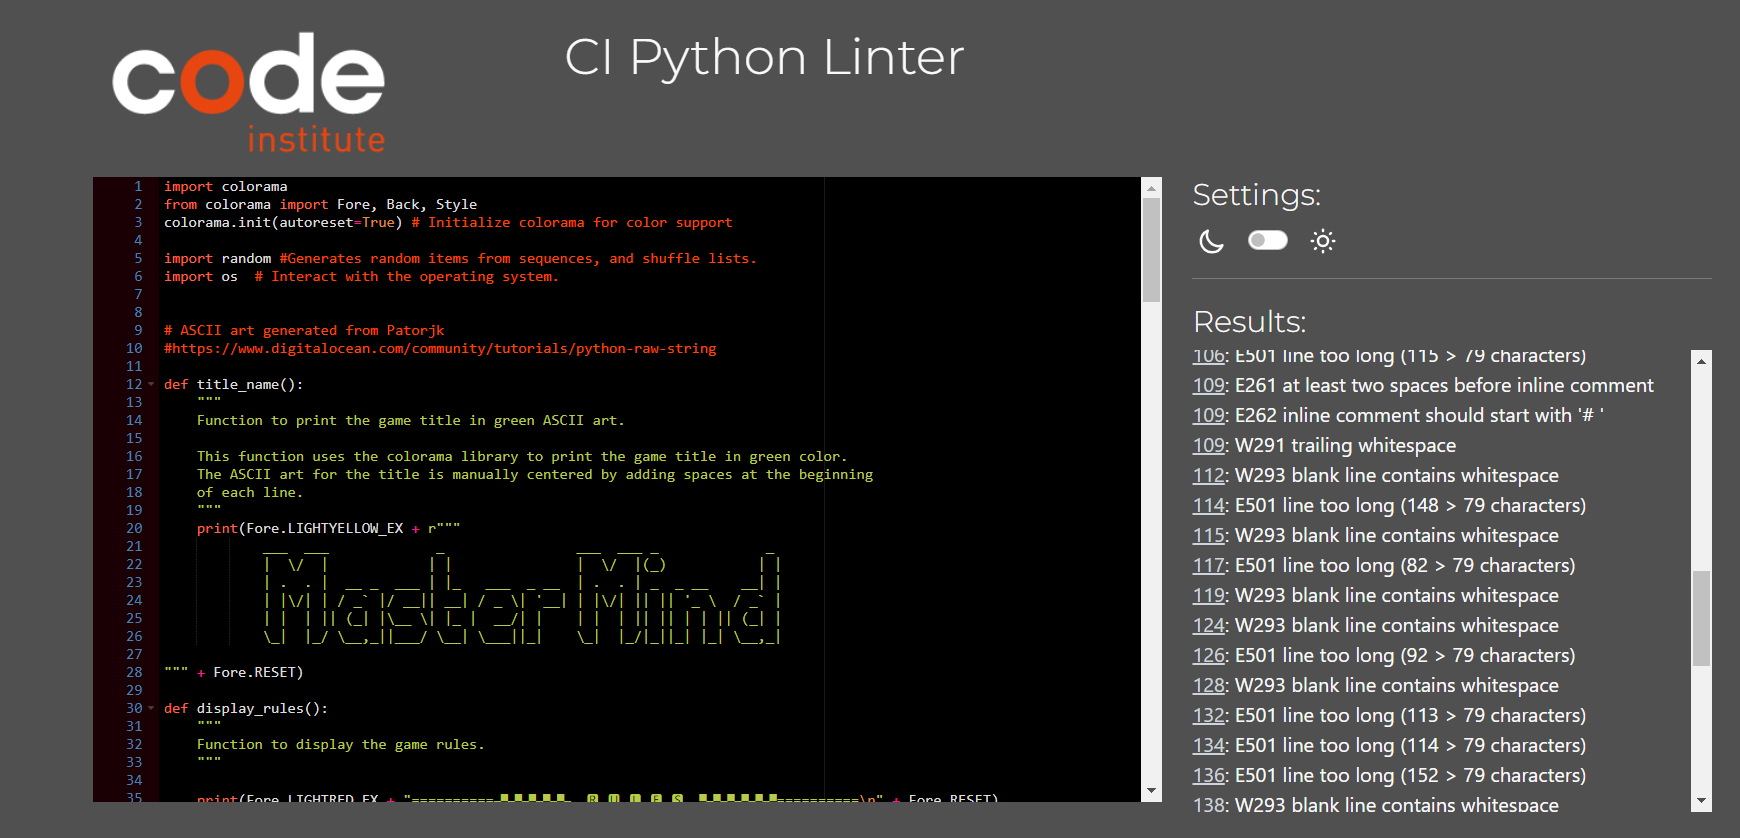 code
institute
CI Python Linter
1 import colorama
2 from colorama import Fore, Back, Style
3 colorama.init(autoreset=True) # Initialize colorama for color support
4
5 import random #Generates random items from sequences, and shuffle lists.
6 import os  # Interact with the operating system.
7
8
9 # ASCII art generated from Patorjk
10 #https://www.digitalocean.com/community/tutorials/python-raw-string
11
12 def title_name():
13     """
14     Function to print the game title in green ASCII art.
15
16     This function uses the colorama library to print the game title in green color.
17     The ASCII art for the title is manually centered by adding spaces at the beginning
18     of each line.
19     """
20     print(Fore.LIGHTYELLOW_EX + r"""
21
22
23
24
25
26
27
28 """ + Fore.RESET)
29
30 def display_rules():
31     """
32     Function to display the game rules.
33     """
34
35     print(Fore.LIGHTRED_EX + "========== RULES ==========\n" + Fore.RESET)
Settings:
Results:
106: E501 line too long (115 > 79 characters)
109: E261 at least two spaces before inline comment
109: E262 inline comment should start with '# '
109: W291 trailing whitespace
112: W293 blank line contains whitespace
114: E501 line too long (148 > 79 characters)
115: W293 blank line contains whitespace
117: E501 line too long (82 > 79 characters)
119: W293 blank line contains whitespace
124: W293 blank line contains whitespace
126: E501 line too long (92 > 79 characters)
128: W293 blank line contains whitespace
132: E501 line too long (113 > 79 characters)
134: E501 line too long (114 > 79 characters)
136: E501 line too long (152 > 79 characters)
138: W293 blank line contains whitespace